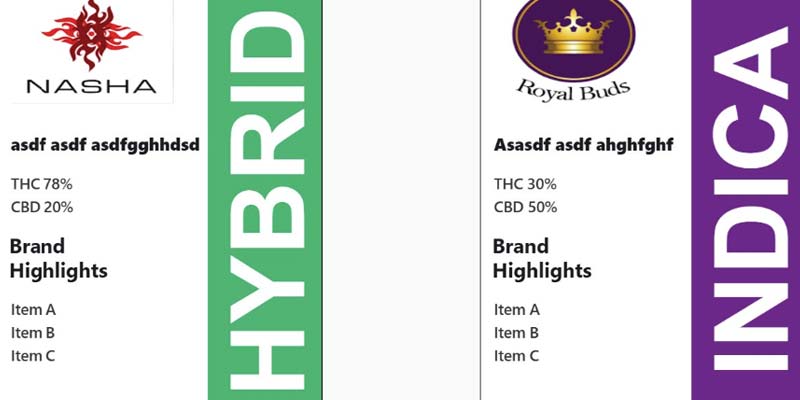 NASHA
asdf asdf asdfgghhdsd
THC 78%
CBD 20%
Brand
Highlights
Item A
Item B
Item C
HYBRID
Royal Buds
Asasdf asdf ahghfghf
THC 30%
CBD 50%
Brand
Highlights
Item A
Item B
Item C
INDICA